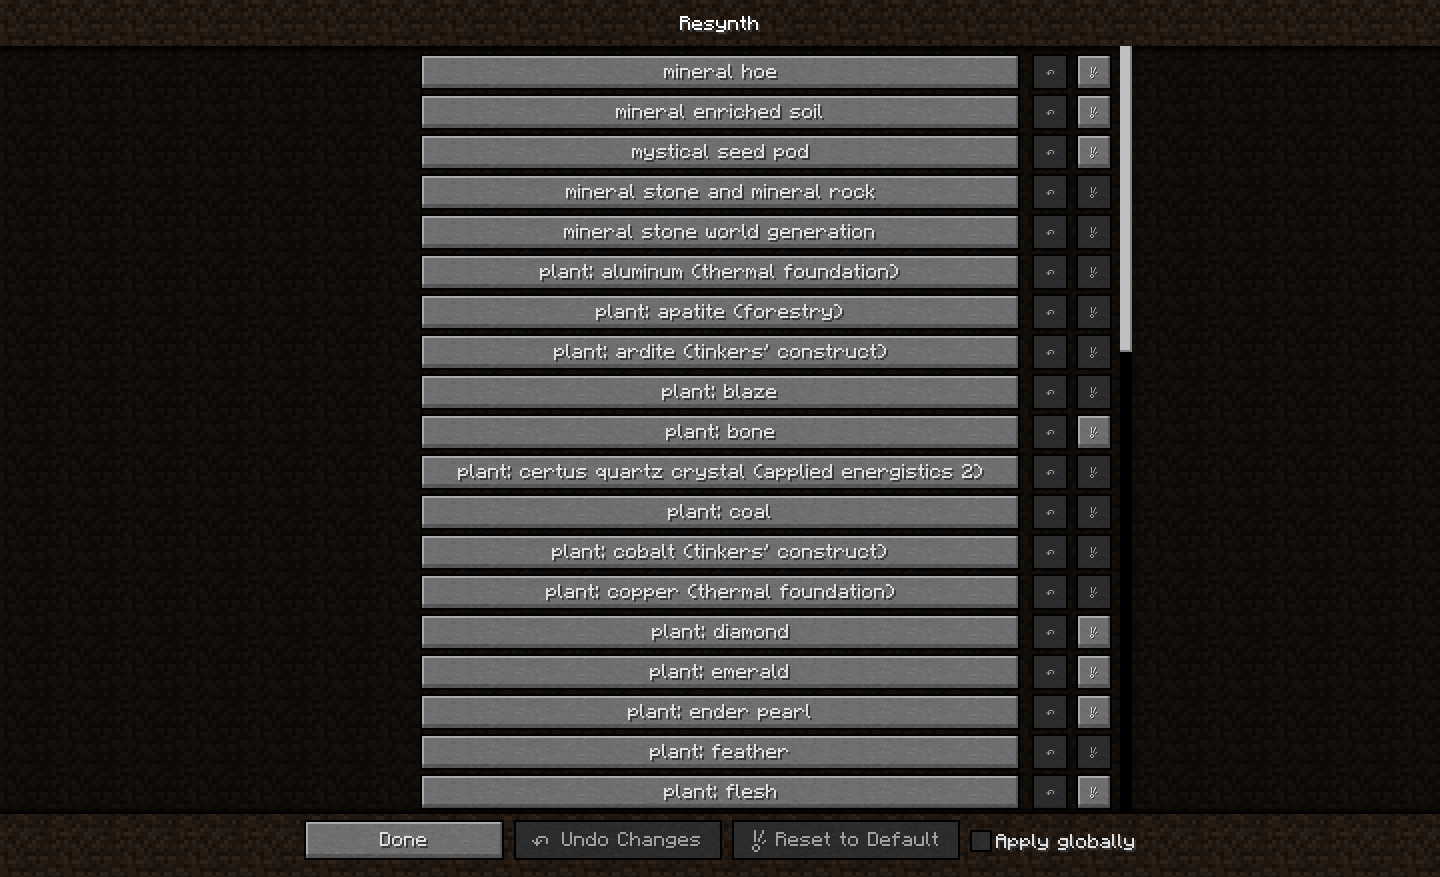 Resynth
mineral hoe
mineral enriched soil
mystical seed pod
mineral stone and mineral rock
mineral stone world generation
plant: aluminum (thermal foundation)
plant: apatite (forestry)
plant: ardite (tinkers' construct)
plant: blaze
plant: bone
plant: certus quartz crystal (applied energistics 2)
plant: coal
plant: cobalt (tinkers' construct)
plant: copper (thermal foundation)
plant: diamond
plant: emerald
plant: ender pearl
plant: feather
plant: flesh
Done
Undo Changes
Reset to Default
Apply globally